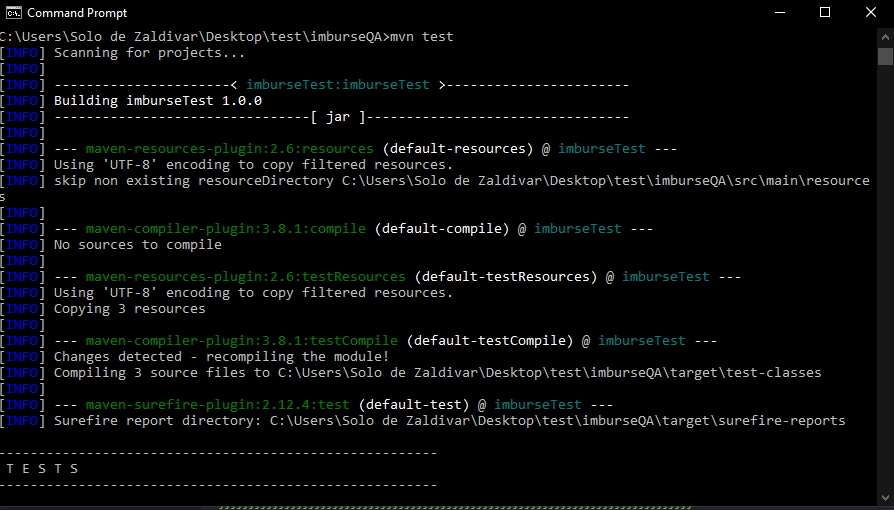 Command Prompt
C:\Users\Solo de Zaldivar\Desktop\test\imburseQA>mvn test
[INFO] Scanning for projects...
[INFO]
[INFO] ----------------------< imburseTest:imburseTest >-----------------------
[INFO] Building imburseTest 1.0.0
[INFO] --------------------------------[ jar ]---------------------------------
[INFO]
[INFO] --- maven-resources-plugin:2.6:resources (default-resources) @ imburseTest ---
[INFO] Using 'UTF-8' encoding to copy filtered resources.
[INFO] skip non existing resourceDirectory C:\Users\Solo de Zaldivar\Desktop\test\imburseQA\src\main\resource
s
[INFO]
[INFO] --- maven-compiler-plugin:3.8.1:compile (default-compile) @ imburseTest ---
[INFO] No sources to compile
[INFO]
[INFO] --- maven-resources-plugin:2.6:testResources (default-testResources) @ imburseTest ---
[INFO] Using 'UTF-8' encoding to copy filtered resources.
[INFO] Copying 3 resources
[INFO]
[INFO] --- maven-compiler-plugin:3.8.1:testCompile (default-testCompile) @ imburseTest ---
[INFO] Changes detected - recompiling the module!
[INFO] Compiling 3 source files to C:\Users\Solo de Zaldivar\Desktop\test\imburseQA\target\test-classes
[INFO]
[INFO] --- maven-surefire-plugin:2.12.4:test (default-test) @ imburseTest ---
[INFO] Surefire report directory: C:\Users\Solo de Zaldivar\Desktop\test\imburseQA\target\surefire-reports
-------------------------------------------------------
T E S T S
-------------------------------------------------------